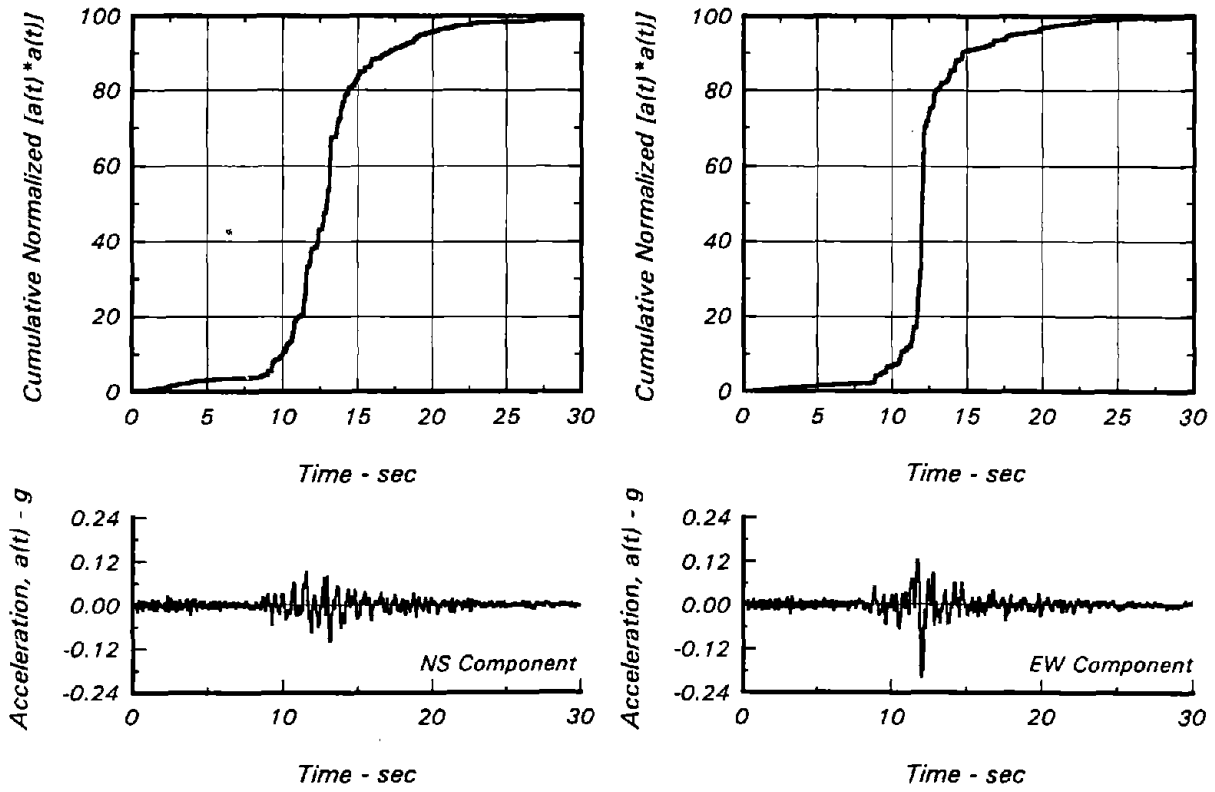 Cumulative Normalized [a(t)*a(t)]
100
80
60
40
20
0
0 5 10 15 20 25 30
Time - sec
Cumulative Normalized [a(t)*a(t)]
100
80
60
40
20
0
0 5 10 15 20 25 30
Time - sec
Acceleration, a(t) - g
0.24
0.12
0.00
-0.12
-0.24
NS Component
0 10 20 30
Time - sec
Acceleration, a(t) - g
0.24
0.12
0.00
-0.12
-0.24
EW Component
0 10 20 30
Time - sec